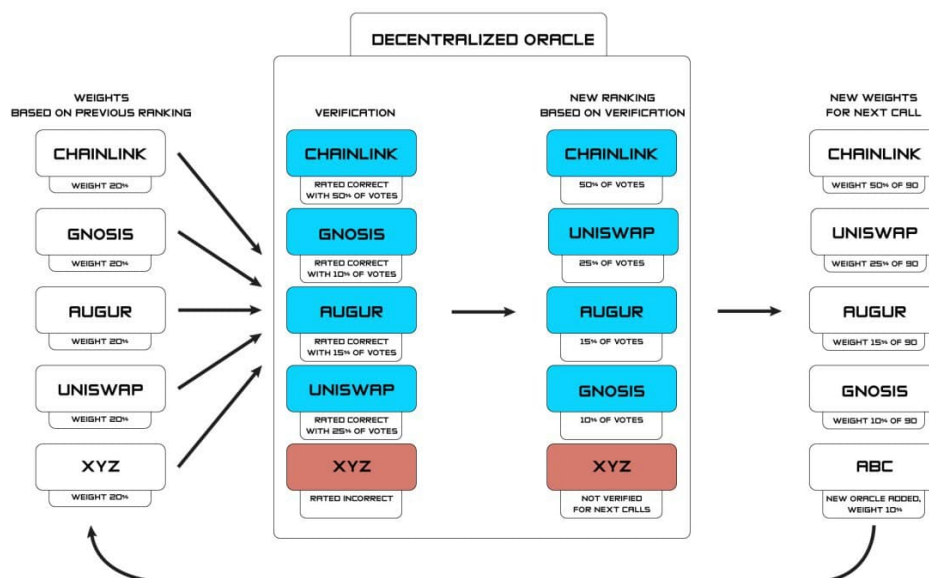 DECENTRALIZED ORACLE
WEIGHTS
BASED ON PREVIOUS RANKING
CHAINLINK
WEIGHT 20%
GNOSIS
WEIGHT 20%
AUGUR
WEIGHT 20%
UNISWAP
WEIGHT 20%
XYZ
WEIGHT 20%
VERIFICATION
CHAINLINK
RATED CORRECT
WITH 50% OF VOTES
GNOSIS
RATED CORRECT
WITH 10% OF VOTES
AUGUR
RATED CORRECT
WITH 15% OF VOTES
UNISWAP
RATED CORRECT
WITH 25% OF VOTES
XYZ
RATED INCORRECT
NEW RANKING
BASED ON VERIFICATION
CHAINLINK
50% OF VOTES
UNISWAP
25% OF VOTES
AUGUR
15% OF VOTES
GNOSIS
10% OF VOTES
XYZ
NOT VERIFIED
FOR NEXT CALLS
NEW WEIGHTS
FOR NEXT CALL
CHAINLINK
WEIGHT 50% OF 90
UNISWAP
WEIGHT 25% OF 90
AUGUR
WEIGHT 15% OF 90
GNOSIS
WEIGHT 10% OF 90
ABC
NEW ORACLE ADDED,
WEIGHT 10%